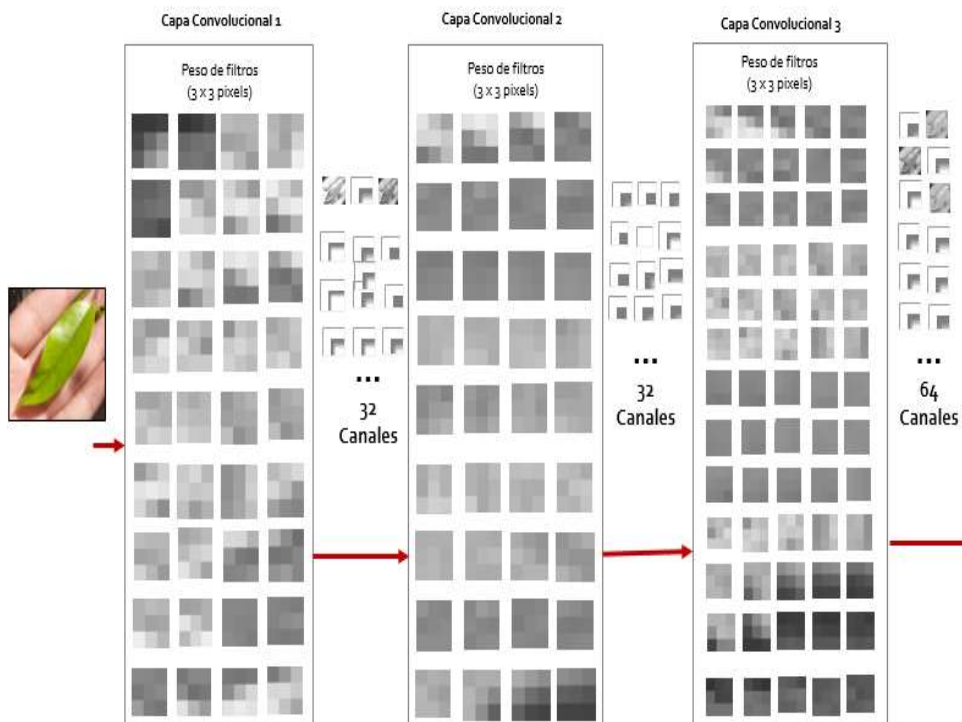 Capa Convolucional 1
Peso de filtros
(3 x 3 pixels)
...
32
Canales
Capa Convolucional 2
Peso de filtros
(3 x 3 pixels)
...
32
Canales
Capa Convolucional 3
Peso de filtros
(3 x 3 pixels)
...
64
Canales